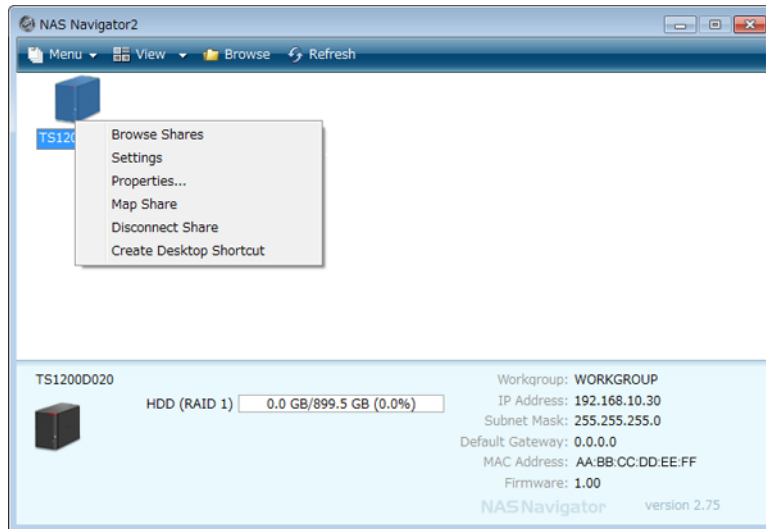 NAS Navigator2
Menu View Browse Refresh
TS120
Browse Shares
Settings
Properties...
Map Share
Disconnect Share
Create Desktop Shortcut
TS1200D020
HDD (RAID 1) 0.0 GB/899.5 GB (0.0%)
Workgroup: WORKGROUP
IP Address: 192.168.10.30
Subnet Mask: 255.255.255.0
Default Gateway: 0.0.0.0
MAC Address: AA:BB:CC:DD:EE:FF
Firmware: 1.00
NASNavigator version 2.75